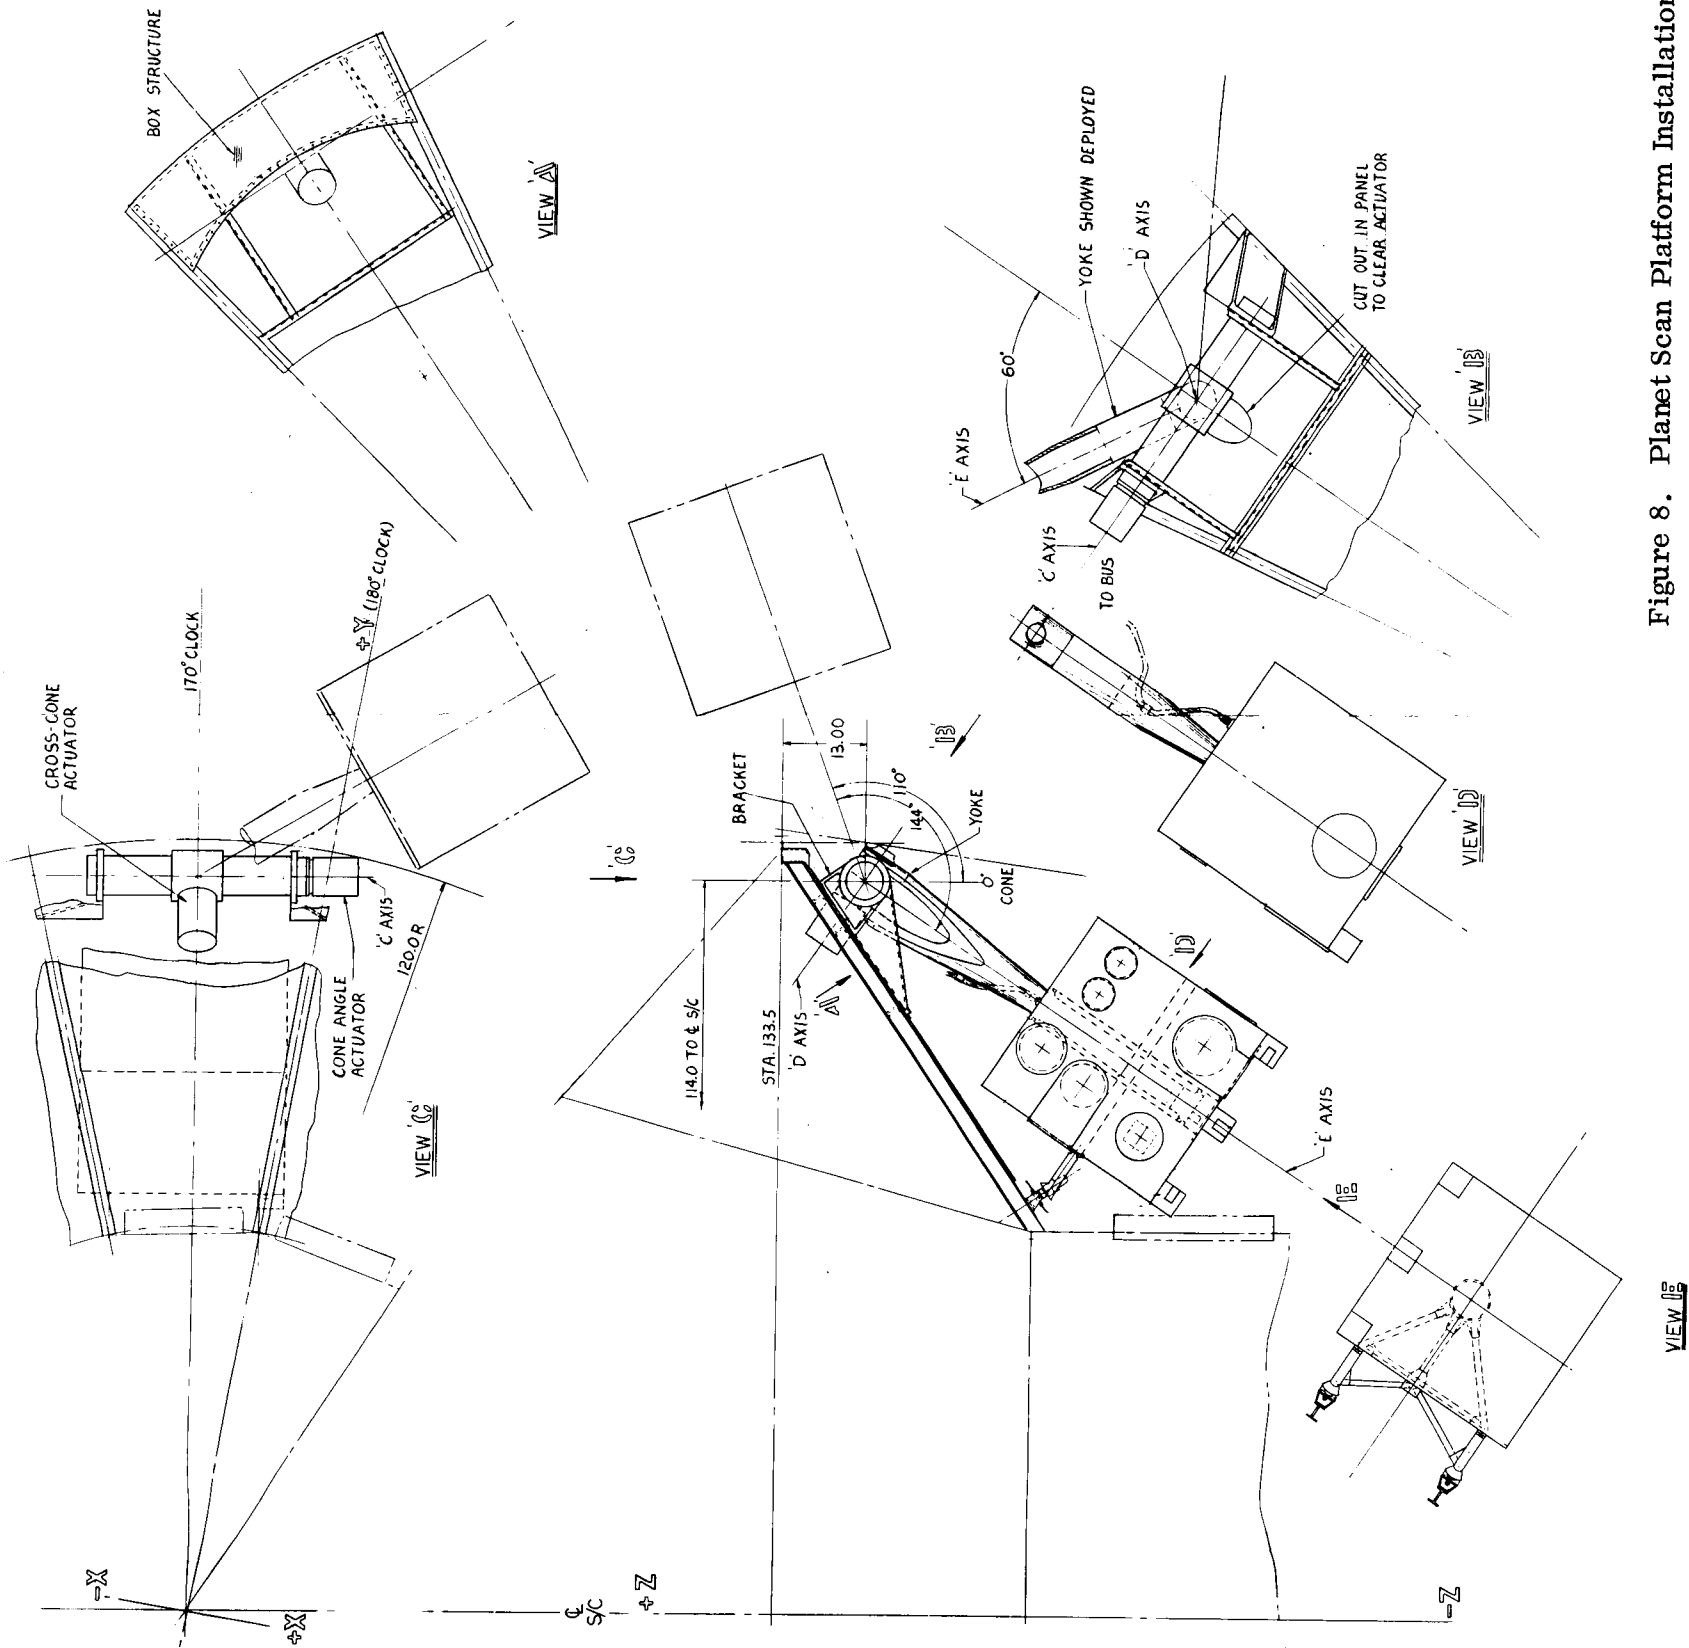 BOX STRUCTURE
VIEW 'A'
CROSS-CONE
ACTUATOR
170° CLOCK
+Y (180° CLOCK)
'C' AXIS
120.0 R
CONE ANGLE
ACTUATOR
VIEW 'C'
-X
+X
'C'
BRACKET
13.00
'B'
110°
144°
YOKE
0°
CONE
114.0 TO ℄ S/C
STA. 133.5
'D' AXIS
'A'
'D'
'E' AXIS
'E'
℄
S/C
+Z
-Z
VIEW 'E'
60°
YOKE SHOWN DEPLOYED
'D' AXIS
'E' AXIS
'C' AXIS
TO BUS
CUT OUT IN PANEL
TO CLEAR ACTUATOR
VIEW 'B'
VIEW 'D'
Figure 8. Planet Scan Platform Installation